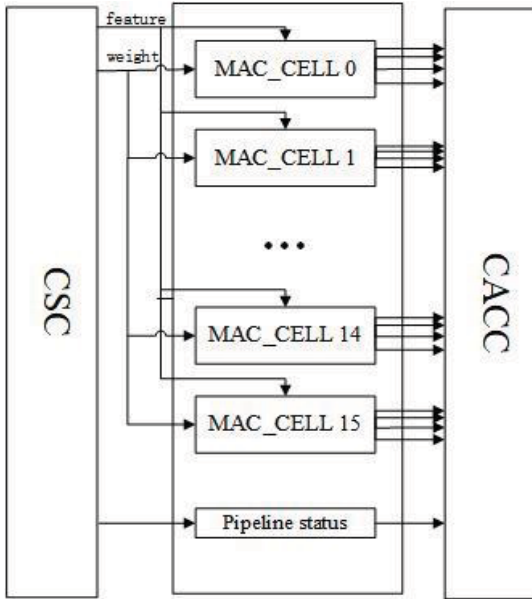 feature
weight
MAC_CELL 0
MAC_CELL 1
•••
MAC_CELL 14
MAC_CELL 15
Pipeline status
CSC
CACC